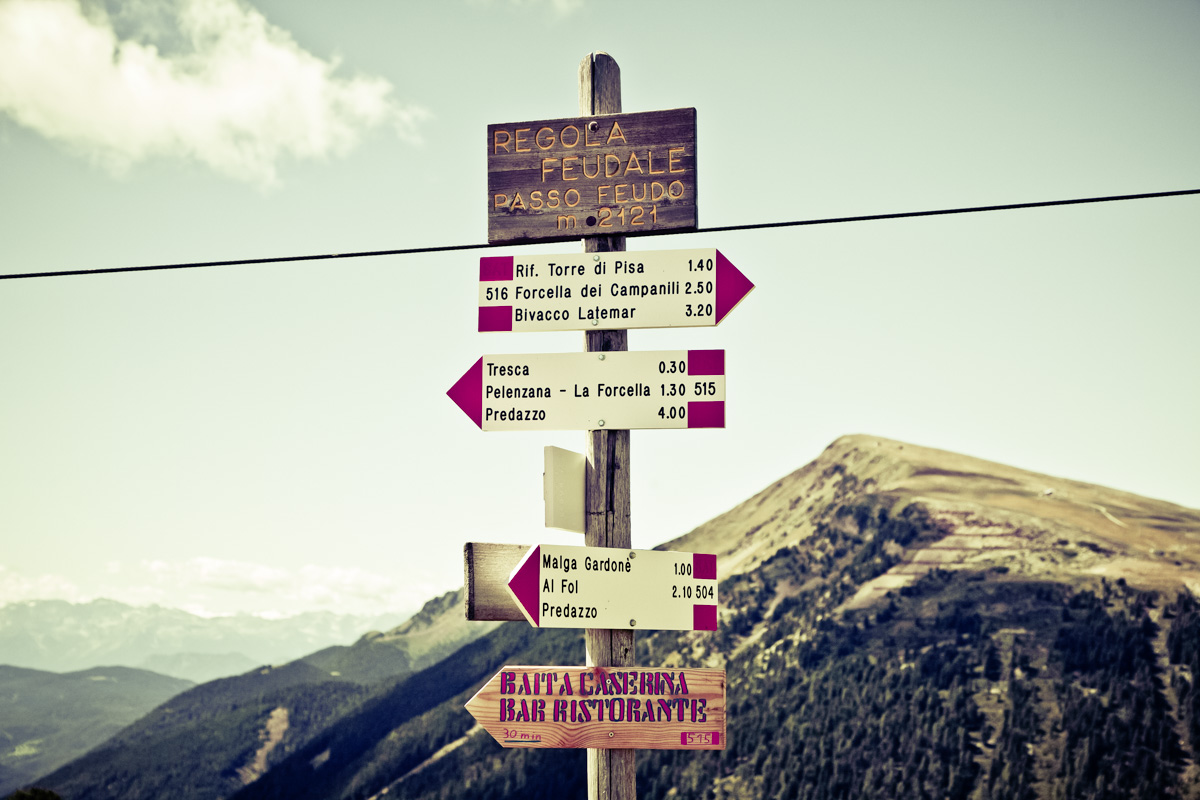 REGOLA
FEUDALE
PASSO FEUDO
m 2121
Rif. Torre di Pisa 1.40
516 Forcella dei Campanili 2.50
Bivacco Latemar 3.20
Tresca 0.30
Pelenzana - La Forcella 1.30 515
Predazzo 4.00
Malga Gardonè 1.00
Al Fol 2.10 504
Predazzo
BAITA CASERINA
BAR RISTORANTE
30 min 515